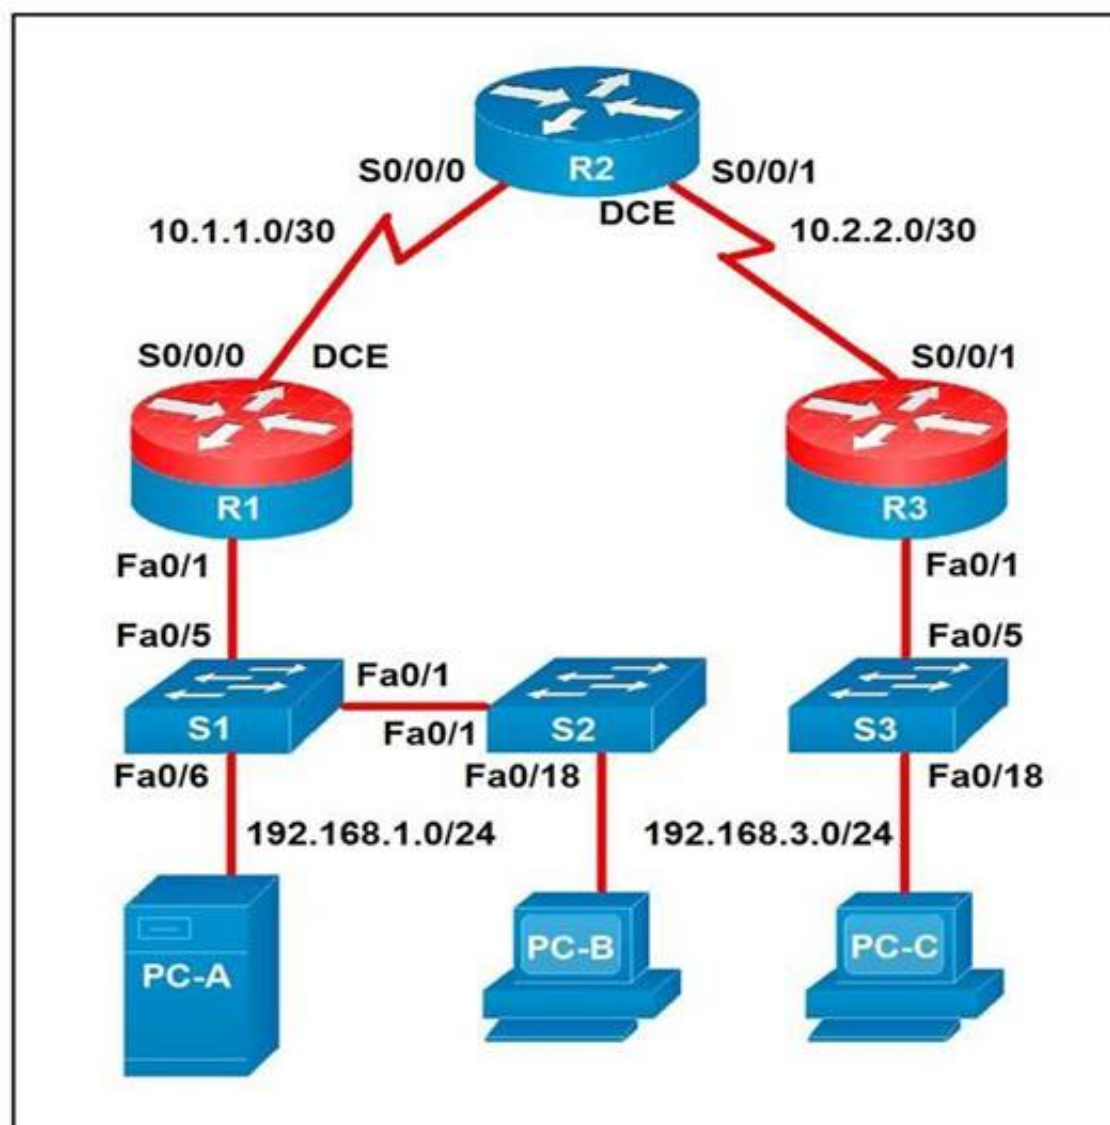 R2
S0/0/0
S0/0/1
DCE
10.1.1.0/30
10.2.2.0/30
S0/0/0
DCE
S0/0/1
R1
R3
Fa0/1
Fa0/1
Fa0/5
Fa0/5
Fa0/1
S1
Fa0/1
S2
S3
Fa0/6
Fa0/18
Fa0/18
192.168.1.0/24
192.168.3.0/24
PC-A
PC-B
PC-C